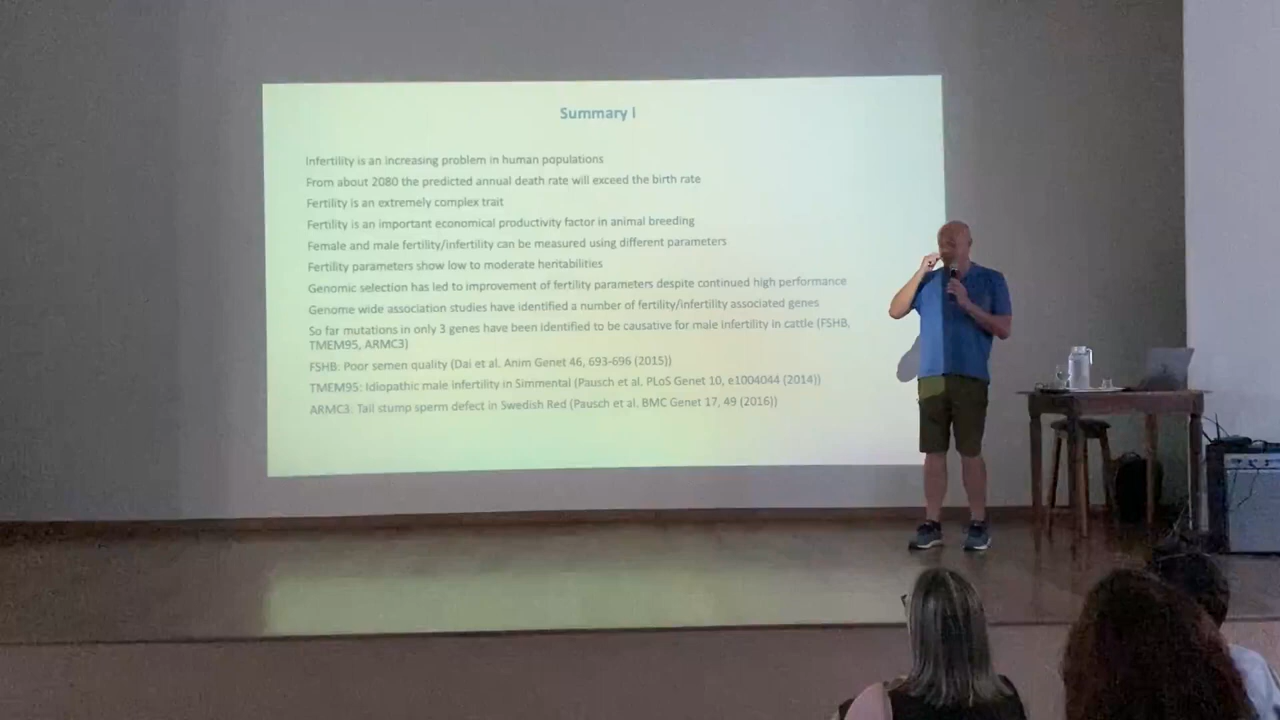 Summary I
Infertility is an increasing problem in human populations
From about 2080 the predicted annual death rate will exceed the birth rate
Fertility is an extremely complex trait
Fertility is an important economical productivity factor in animal breeding
Female and male fertility/infertility can be measured using different parameters
Fertility parameters show low to moderate heritabilities
Genomic selection has led to improvement of fertility parameters despite continued high performance
Genome wide association studies have identified a number of fertility/infertility associated genes
So far mutations in only 3 genes have been identified to be causative for male infertility in cattle (FSHB,
TMEM95, ARMC3)
FSHB: Poor semen quality (Dai et al. Anim Genet 46, 693-696 (2015))
TMEM95: Idiopathic male infertility in Simmental (Pausch et al. PLoS Genet 10, e1004044 (2014))
ARMC3: Tail stump sperm defect in Swedish Red (Pausch et al. BMC Genet 17, 49 (2016))